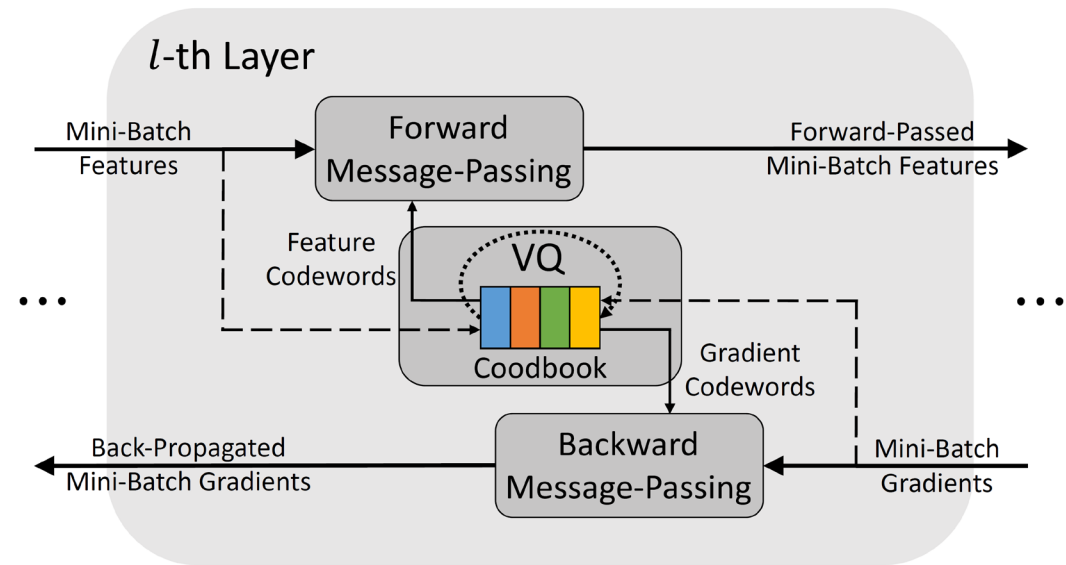 l-th Layer
Mini-Batch
Features
Forward
Message-Passing
Forward-Passed
Mini-Batch Features
Feature
Codewords
VQ
Coodbook
Gradient
Codewords
Back-Propagated
Mini-Batch Gradients
Backward
Message-Passing
Mini-Batch
Gradients